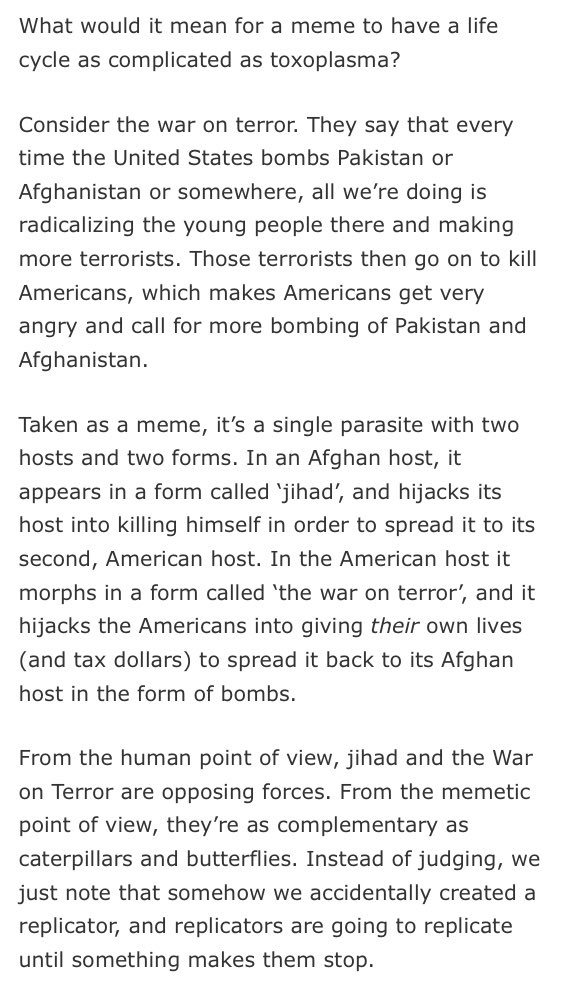 What would it mean for a meme to have a life
cycle as complicated as toxoplasma?
Consider the war on terror. They say that every
time the United States bombs Pakistan or
Afghanistan or somewhere, all we’re doing is
radicalizing the young people there and making
more terrorists. Those terrorists then go on to kill
Americans, which makes Americans get very
angry and call for more bombing of Pakistan and
Afghanistan.
Taken as a meme, it’s a single parasite with two
hosts and two forms. In an Afghan host, it
appears in a form called ‘jihad’, and hijacks its
host into killing himself in order to spread it to its
second, American host. In the American host it
morphs in a form called ‘the war on terror’, and it
hijacks the Americans into giving their own lives
(and tax dollars) to spread it back to its Afghan
host in the form of bombs.
From the human point of view, jihad and the War
on Terror are opposing forces. From the memetic
point of view, they’re as complementary as
caterpillars and butterflies. Instead of judging, we
just note that somehow we accidentally created a
replicator, and replicators are going to replicate
until something makes them stop.